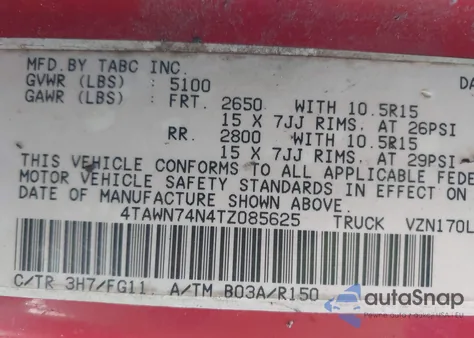 MFD.BY TABC INC. DA
GVWR (LBS) : 5100
GAWR (LBS) : FRT. 2650 WITH 10.5R15
15 X 7JJ RIMS. AT 26PSI
RR. 2800 WITH 10.5R15
15 X 7JJ RIMS. AT 29PSI
THIS VEHICLE CONFORMS TO ALL APPLICABLE FEDE
MOTOR VEHICLE SAFETY STANDARDS IN EFFECT ON
DATE OF MANUFACTURE SHOWN ABOVE.
4TAWN74N4TZ085625 TRUCK VZN170L
C/TR 3H7/FG11 A/TM B03A/R150
autoSnap